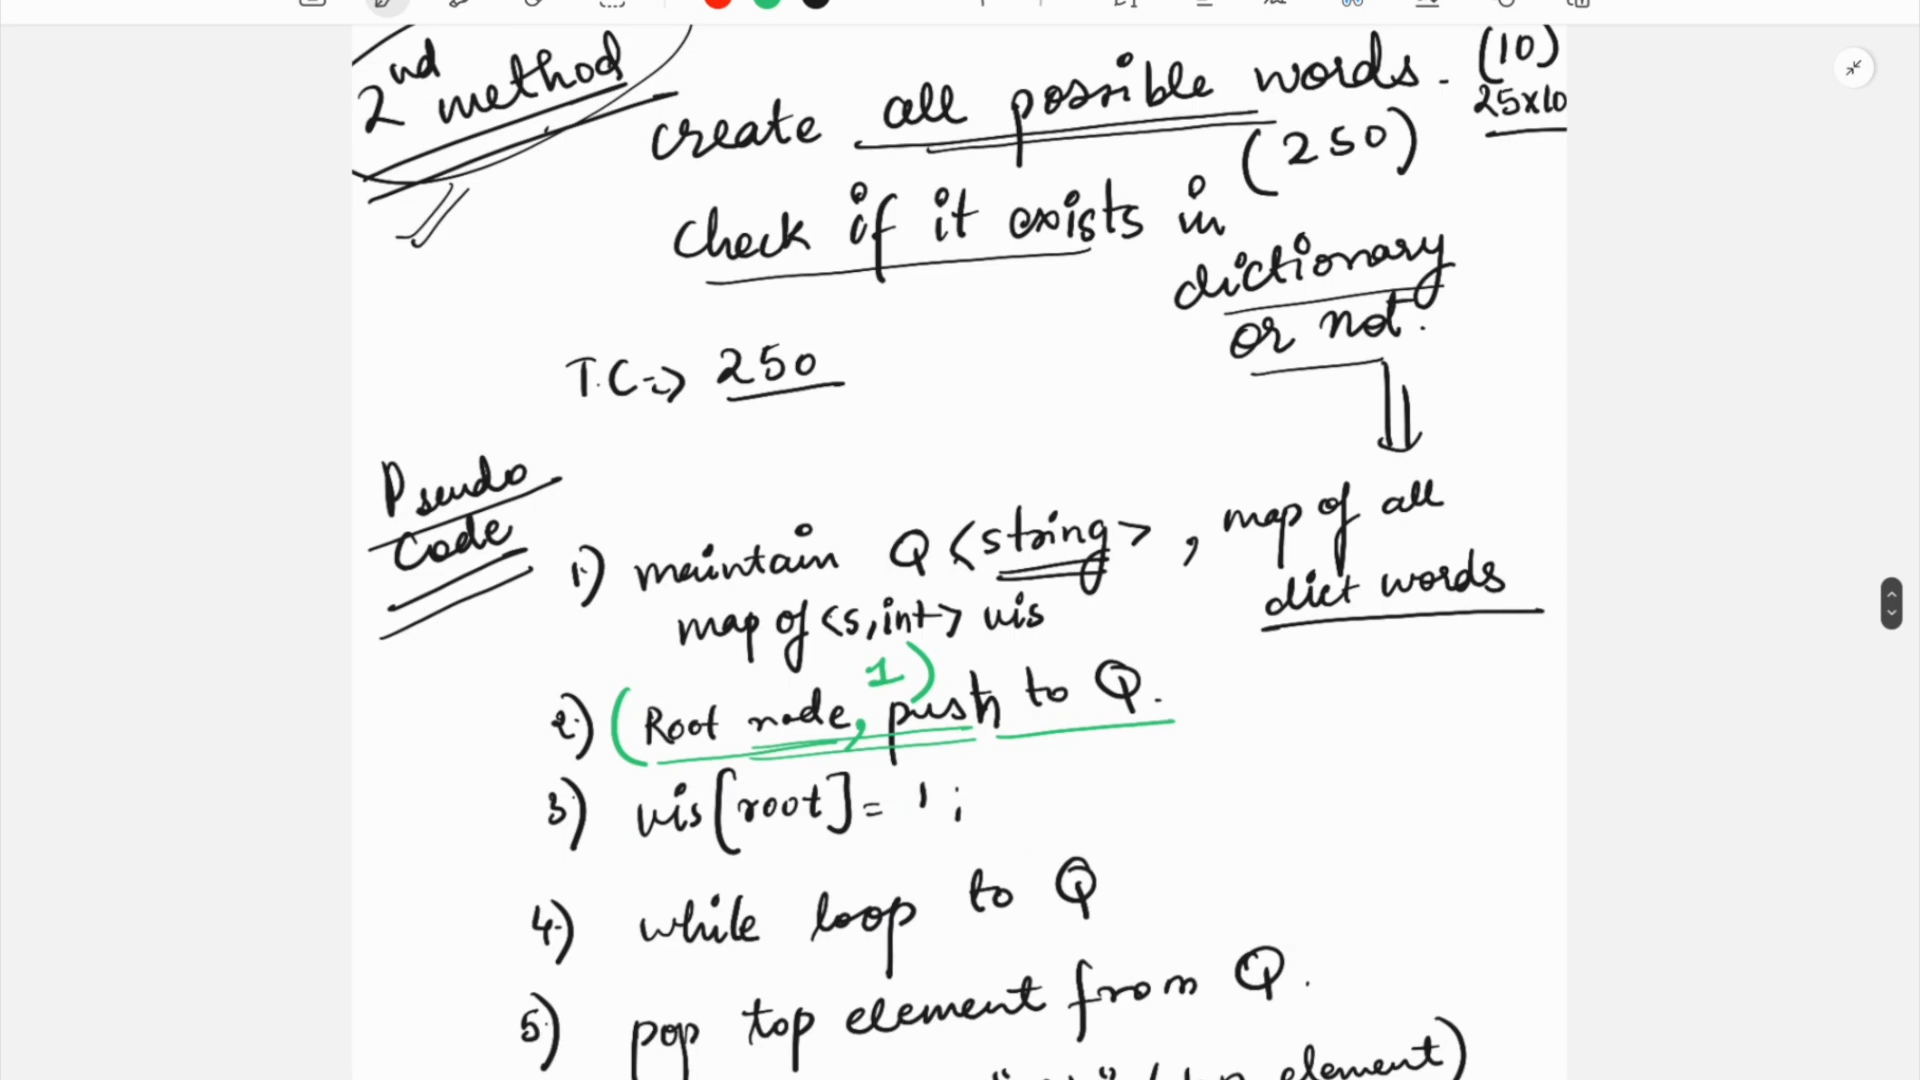 2nd method
create all possible words. (10)
25x10
(250)
check if it exists in
dictionary
or not.
T.C => 250
Pseudo
Code
1) maintain Q <string> , map of all
dict words
map of <s,int> vis
2) (Root node, 1) push to Q.
3) vis[root] = 1 ;
4) while loop to Q
5) pop top element from Q.
element)